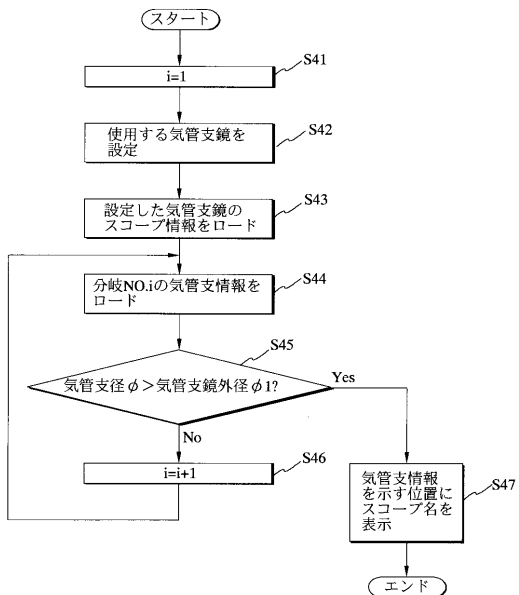 スタート
S41
i=1
S42
使用する気管支鏡を
設定
S43
設定した気管支鏡の
スコープ情報をロード
S44
分岐NO.iの気管支情報を
ロード
S45
気管支径φ>気管支鏡外径φ1?
Yes
No
S46
i=i+1
S47
気管支情報
を示す位置に
スコープ名を
表示
エンド